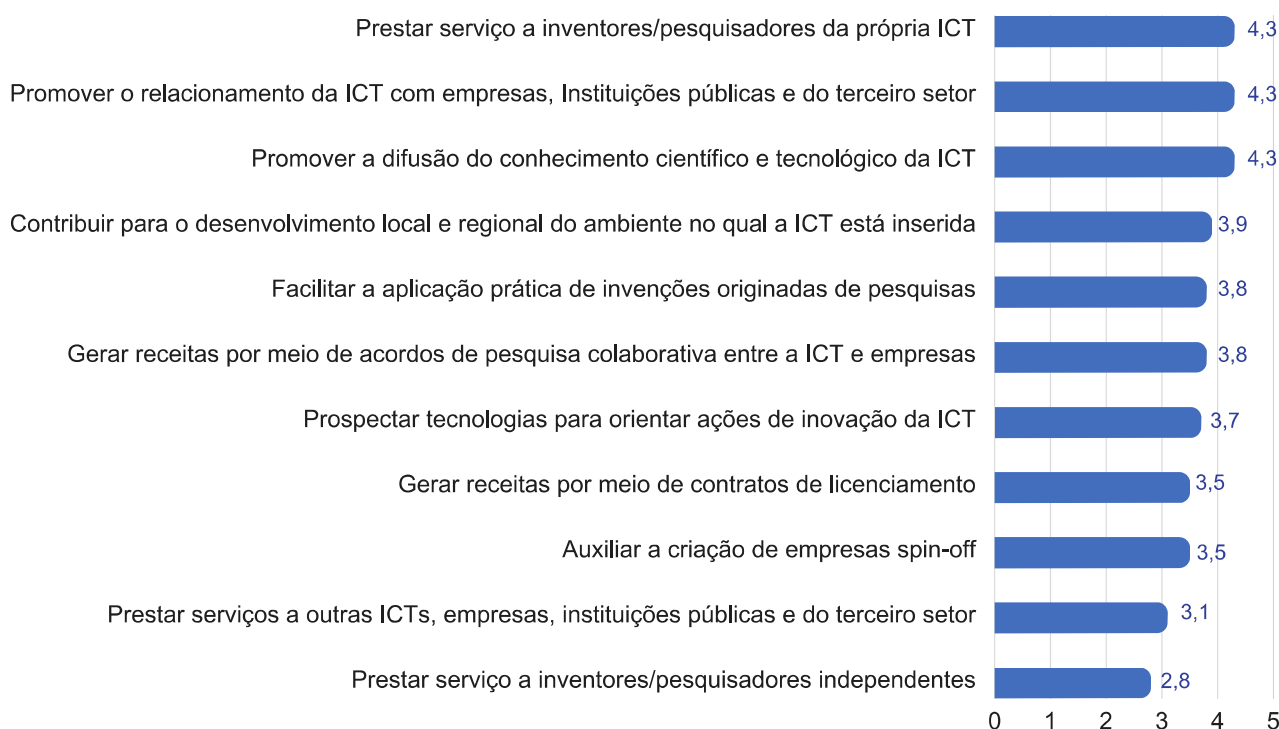 Prestar serviço a inventores/pesquisadores da própria ICT 4,3
Promover o relacionamento da ICT com empresas, Instituições públicas e do terceiro setor 4,3
Promover a difusão do conhecimento científico e tecnológico da ICT 4,3
Contribuir para o desenvolvimento local e regional do ambiente no qual a ICT está inserida 3,9
Facilitar a aplicação prática de invenções originadas de pesquisas 3,8
Gerar receitas por meio de acordos de pesquisa colaborativa entre a ICT e empresas 3,8
Prospectar tecnologias para orientar ações de inovação da ICT 3,7
Gerar receitas por meio de contratos de licenciamento 3,5
Auxiliar a criação de empresas spin-off 3,5
Prestar serviços a outras ICTs, empresas, instituições públicas e do terceiro setor 3,1
Prestar serviço a inventores/pesquisadores independentes 2,8
0 1 2 3 4 5